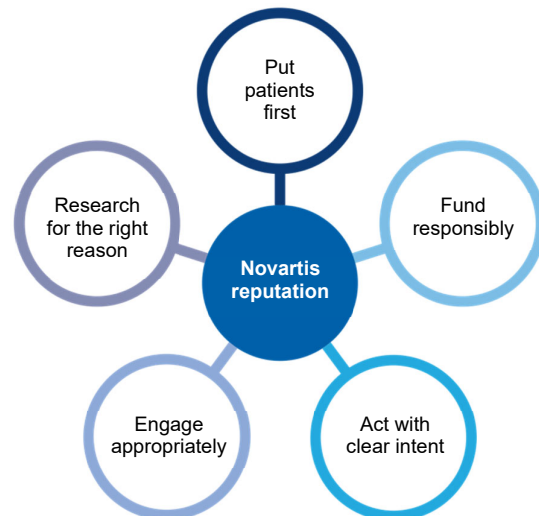 Put
patients
first
Fund
responsibly
Act with
clear intent
Engage
appropriately
Research
for the right
reason
Novartis
reputation